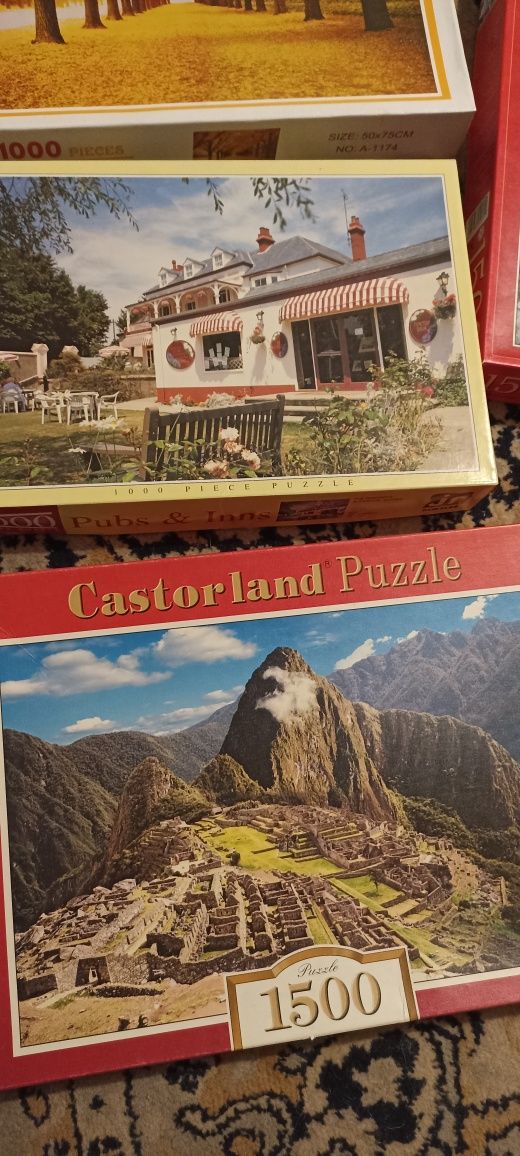 1000 PIECES
SIZE: 50x75CM
NO: A-1174
1000 PIECE PUZZLE
Pubs & Inns
Castorland® Puzzle
Puzzle
1500